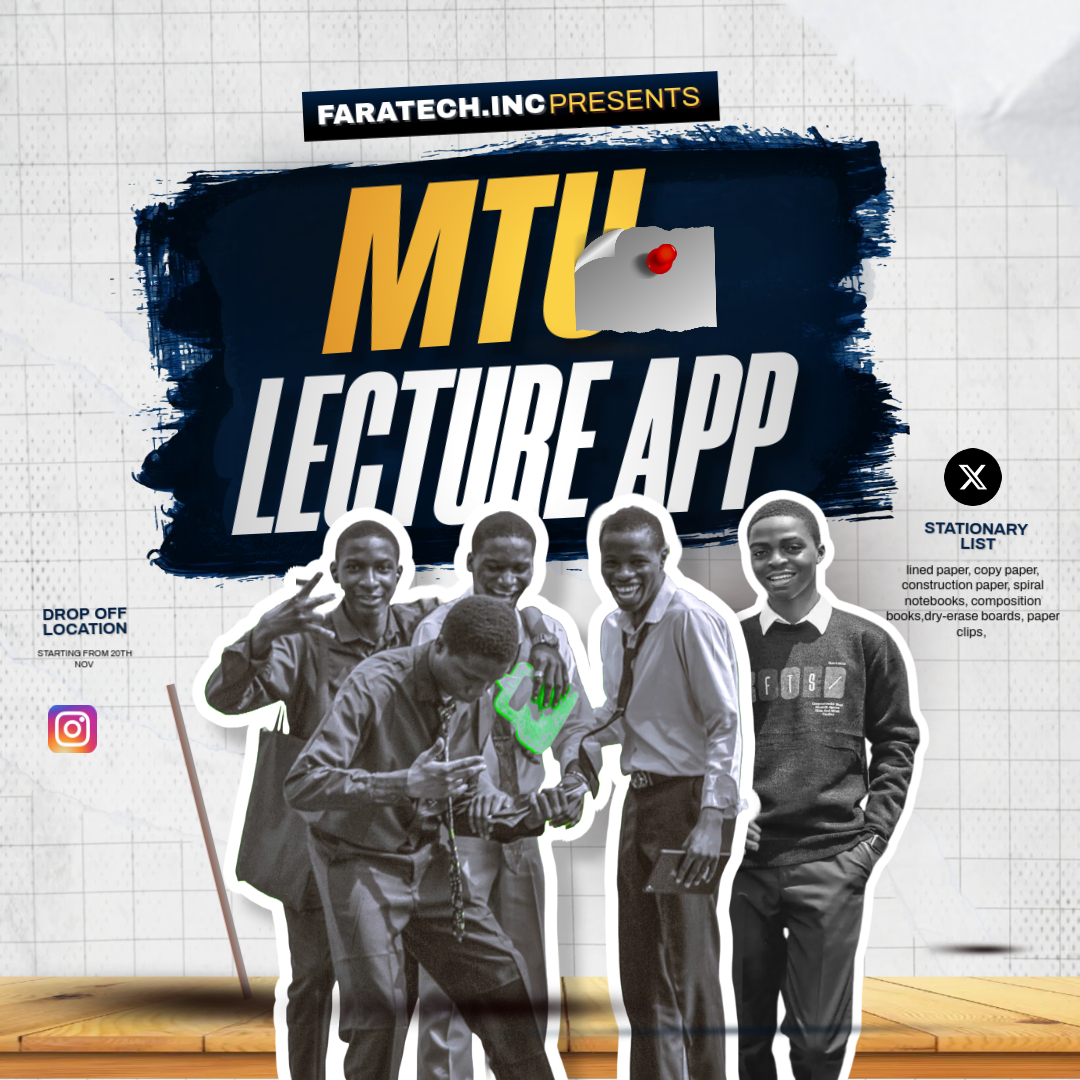 FARATECH.INC PRESENTS
MTU
LECTURE APP
STATIONARY
LIST
lined paper, copy paper,
construction paper, spiral
notebooks, composition
books,dry-erase boards, paper
clips,
DROP OFF
LOCATION
STARTING FROM 20TH
NOV
FTS/